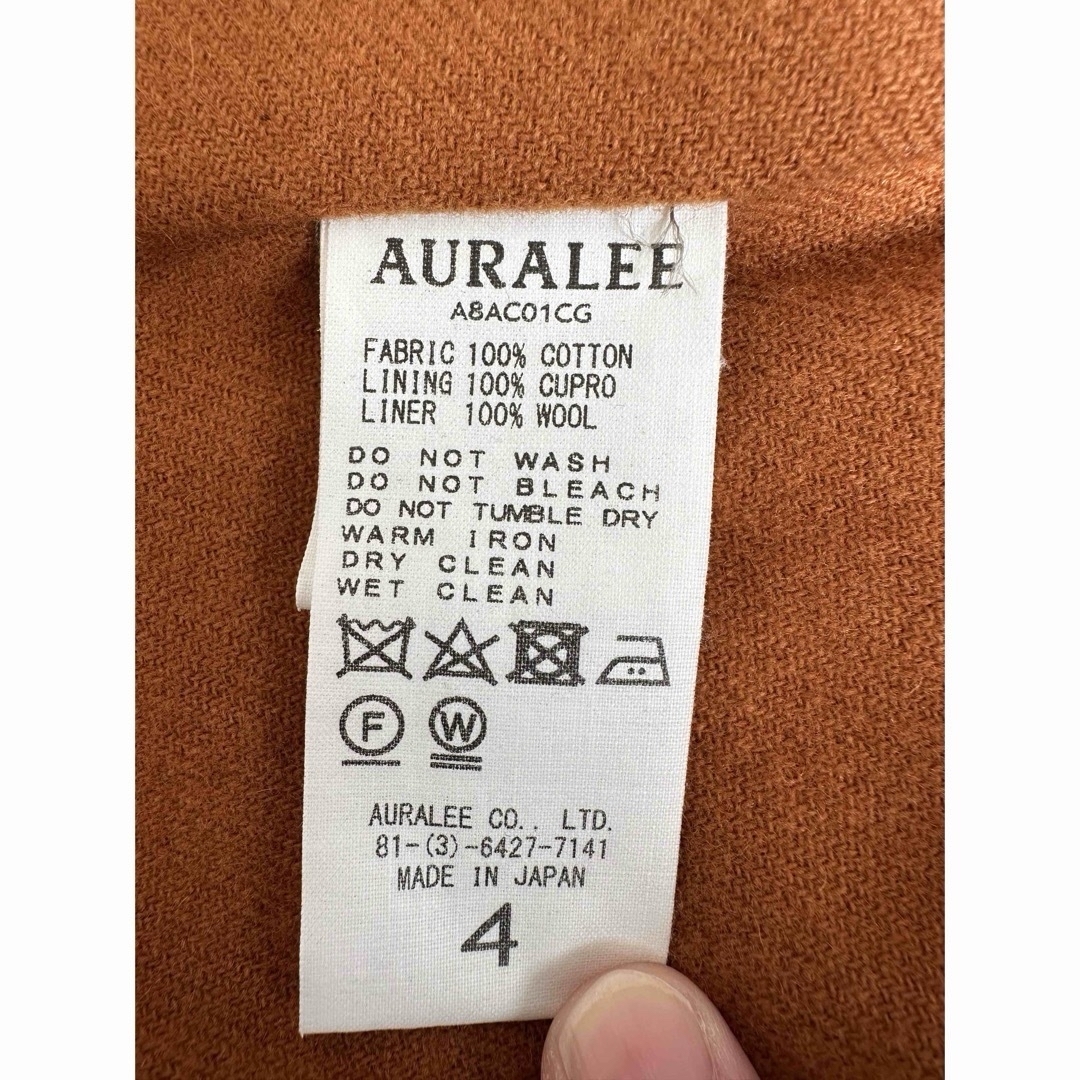 AURALEE
A8AC01CG
FABRIC 100% COTTON
LINING 100% CUPRO
LINER 100% WOOL
DO NOT WASH
DO NOT BLEACH
DO NOT TUMBLE DRY
WARM IRON
DRY CLEAN
WET CLEAN
F W
AURALEE CO., LTD.
81-(3)-6427-7141
MADE IN JAPAN
4